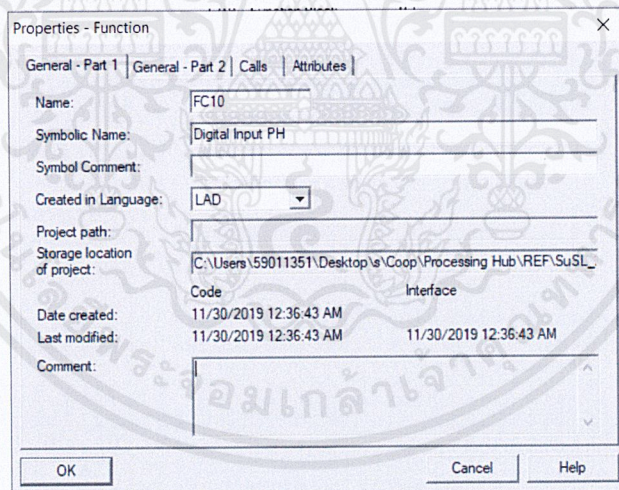 Properties - Function
General - Part 1 General - Part 2 Calls Attributes
Name: FC10
Symbolic Name: Digital Input PH
Symbol Comment:
Created in Language: LAD
Project path:
Storage location
of project: C:\Users\59011351\Desktop\s\Coop\Processing Hub\REF\SuSL_
Code Interface
Date created: 11/30/2019 12:36:43 AM
Last modified: 11/30/2019 12:36:43 AM 11/30/2019 12:36:43 AM
Comment:
OK Cancel Help